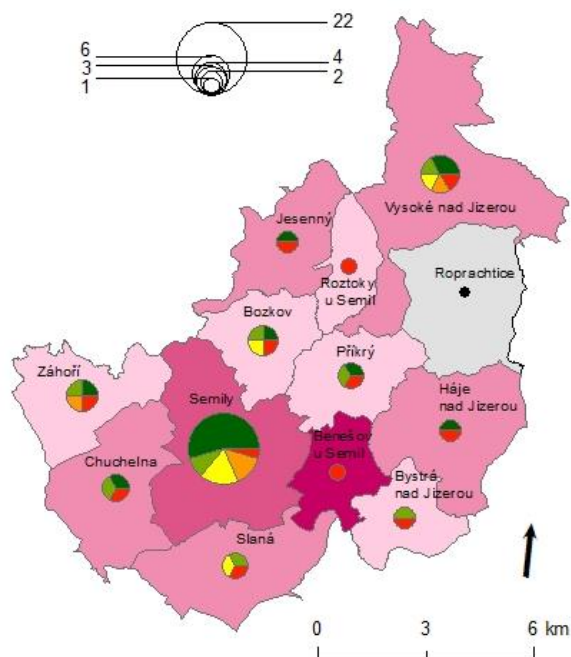 22
6
4
3
2
1
Vysoké nad Jizerou
Jesenný
Roztoky
u Semil
Roprachtice
Bozkov
Příkrý
Záhoří
Semily
Háje
nad Jizerou
Benešov
u Semil
Chuchelna
Bystrá
nad Jizerou
Slaná
0 3 6 km